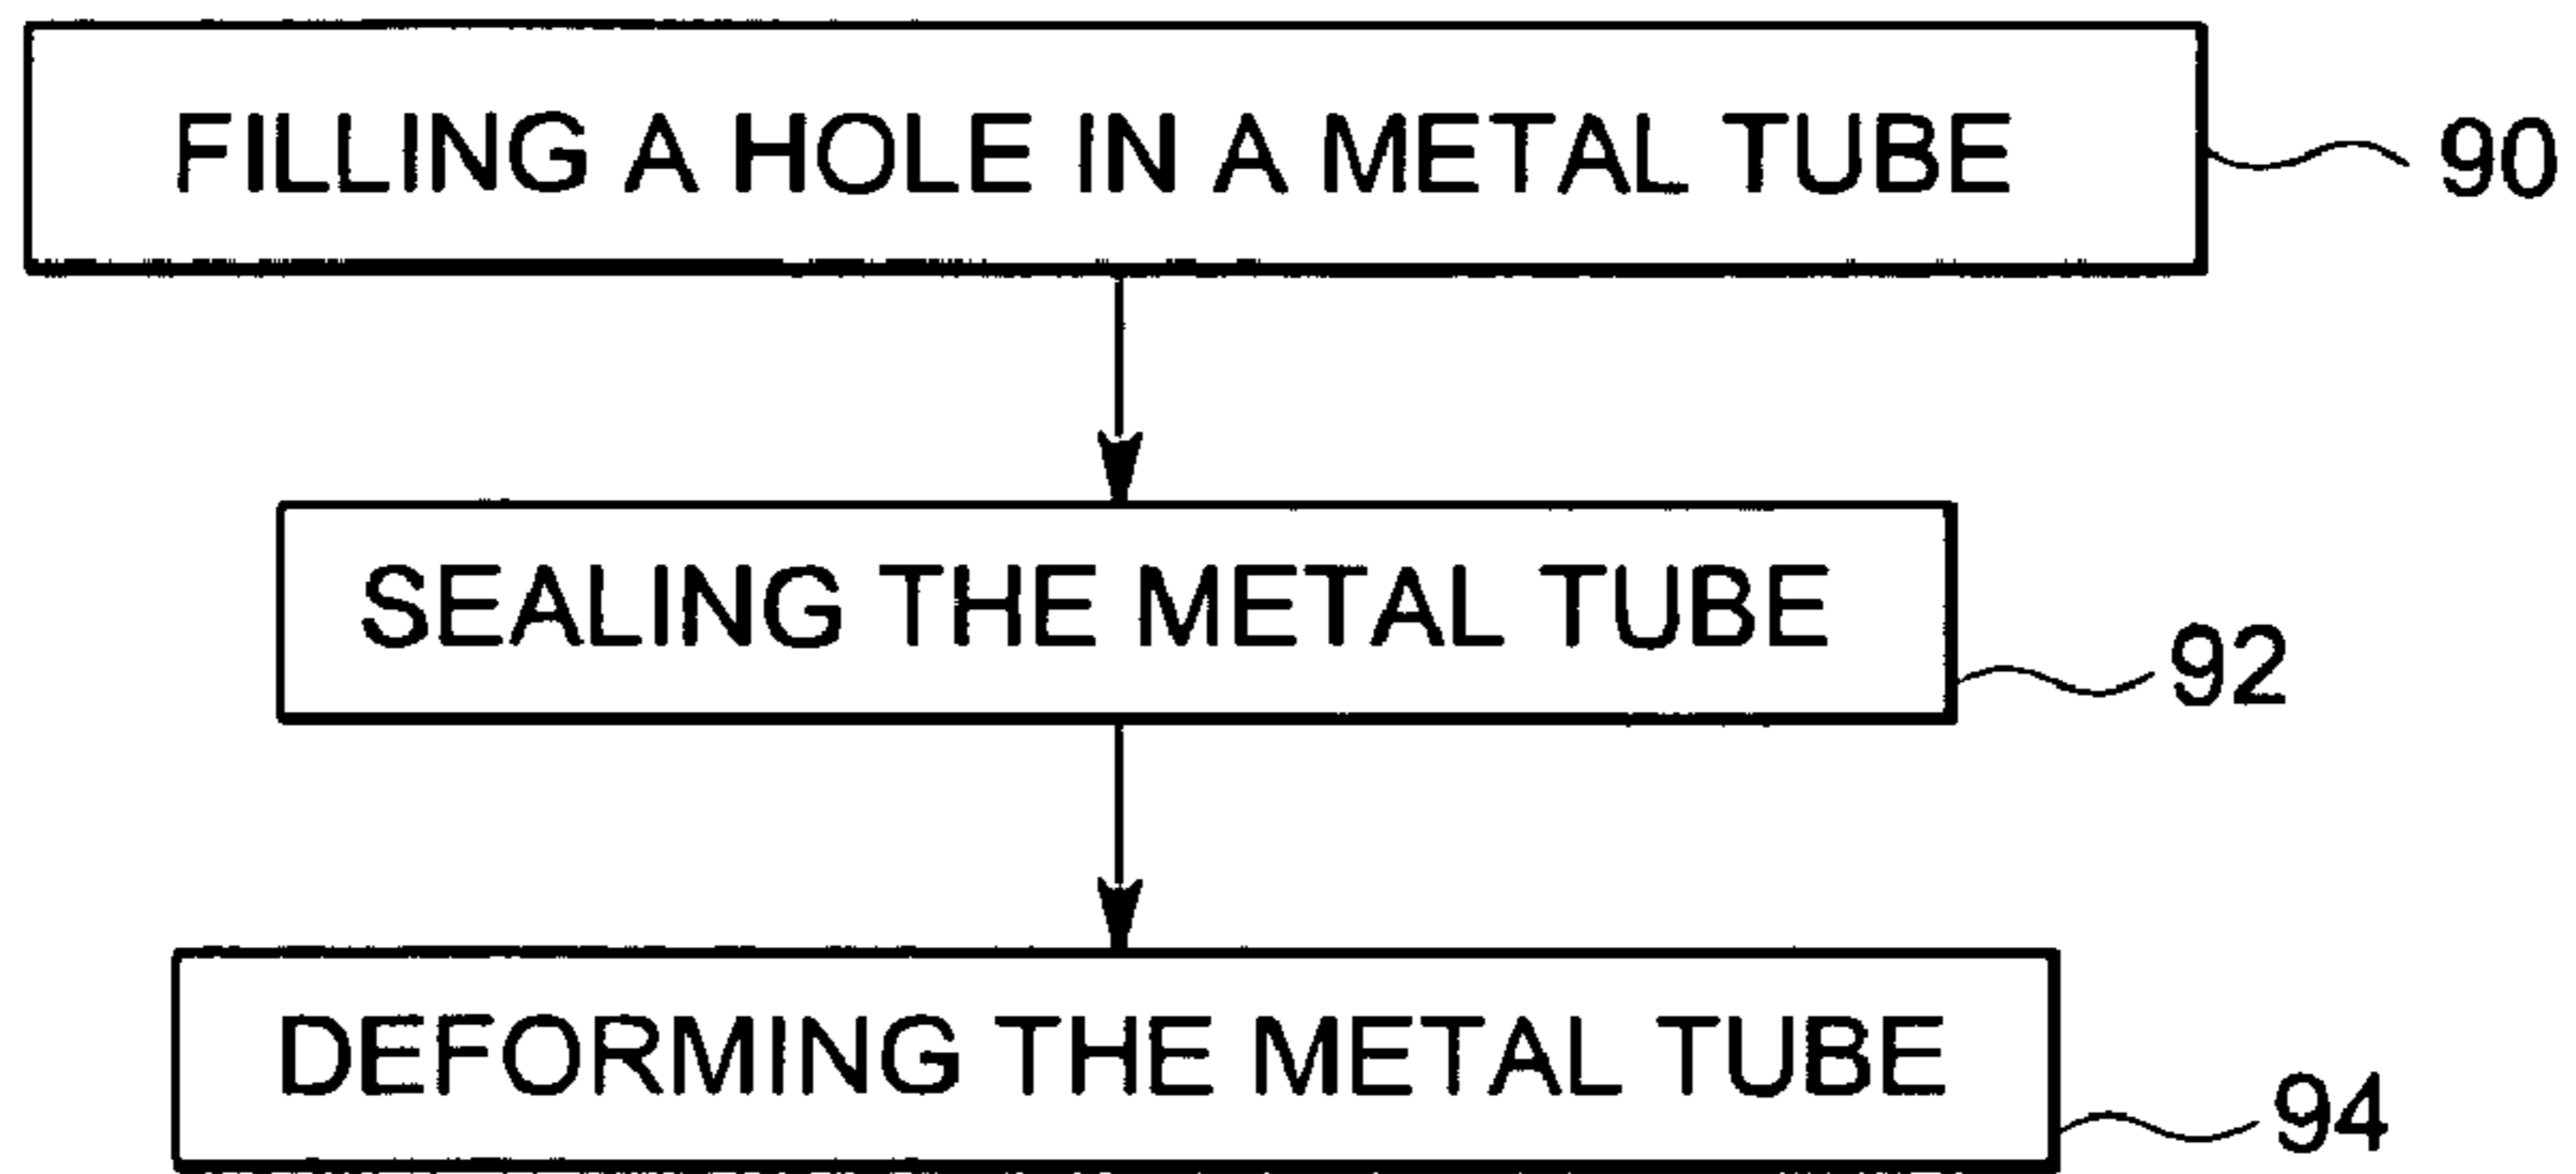 FILLING A HOLE IN A METAL TUBE
90
SEALING THE METAL TUBE
92
DEFORMING THE METAL TUBE
94